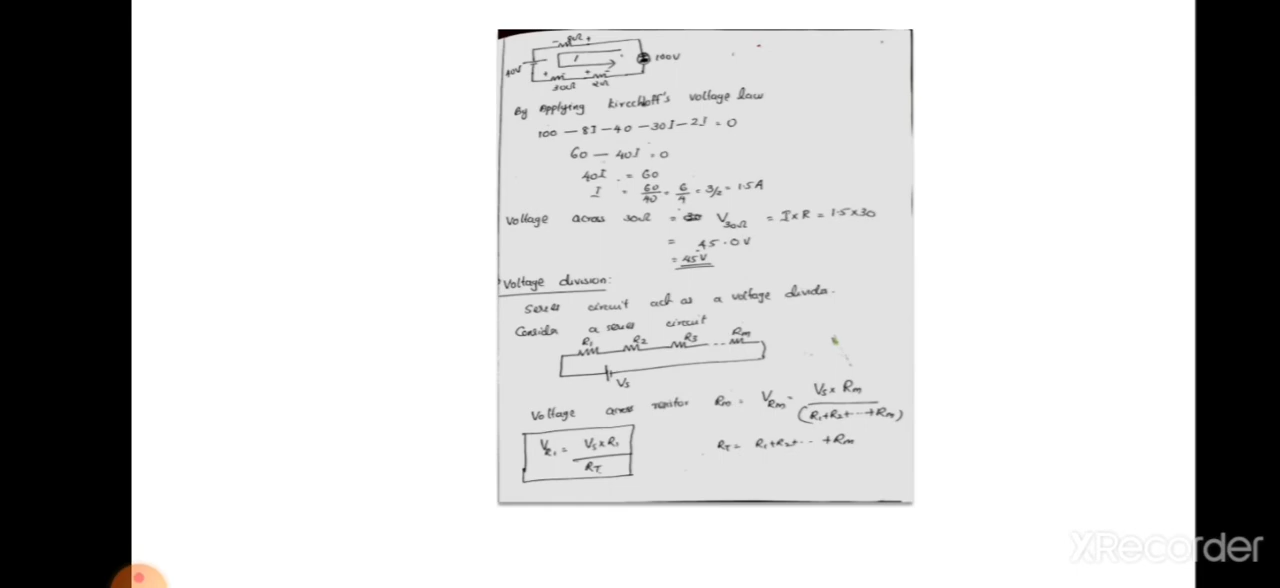 8Ω
- +
40V
I
100V
+ + -
30Ω 2Ω
By Applying Kircchoff's voltage law
100 — 8I — 40 — 30I — 2I = 0
60 — 40I = 0
40I = 60
I = 60/40 = 6/4 = 3/2 = 1.5A
Voltage across 30Ω = V30Ω = I×R = 1.5×30
= 45.0V
= 45V
Voltage division:
Series circuit act as a voltage divider.
Consider a series circuit
R1 R2 R3 --- Rm
Vs
Voltage across resistor Rm = VRm = Vs × Rm / (R1+R2+---+Rm)
VR1 = Vs × R1 / RT
RT = R1+R2+--- +Rm
XRecorder